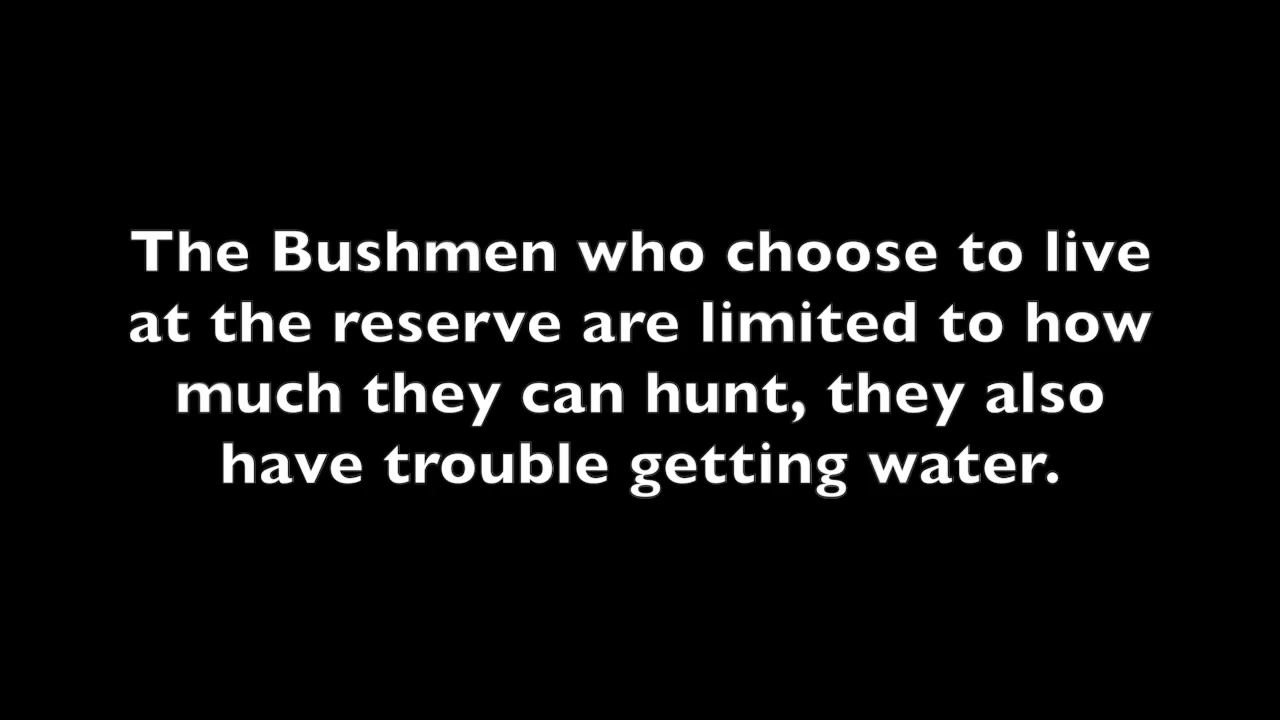 The Bushmen who choose to live
at the reserve are limited to how
much they can hunt, they also
have trouble getting water.